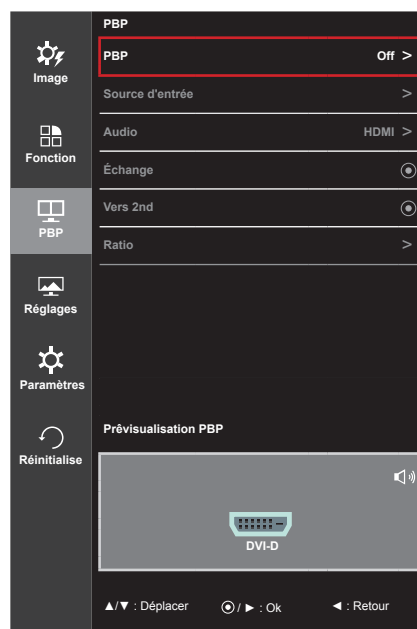 Image
Fonction
PBP
Réglages
Paramètres
Réinitialise
PBP
PBP Off >
Source d'entrée >
Audio HDMI >
Échange
Vers 2nd
Ratio >
Prêvisualisation PBP
DVI-D
▲/▼ : Déplacer ⦿ / ► : Ok ◄ : Retour